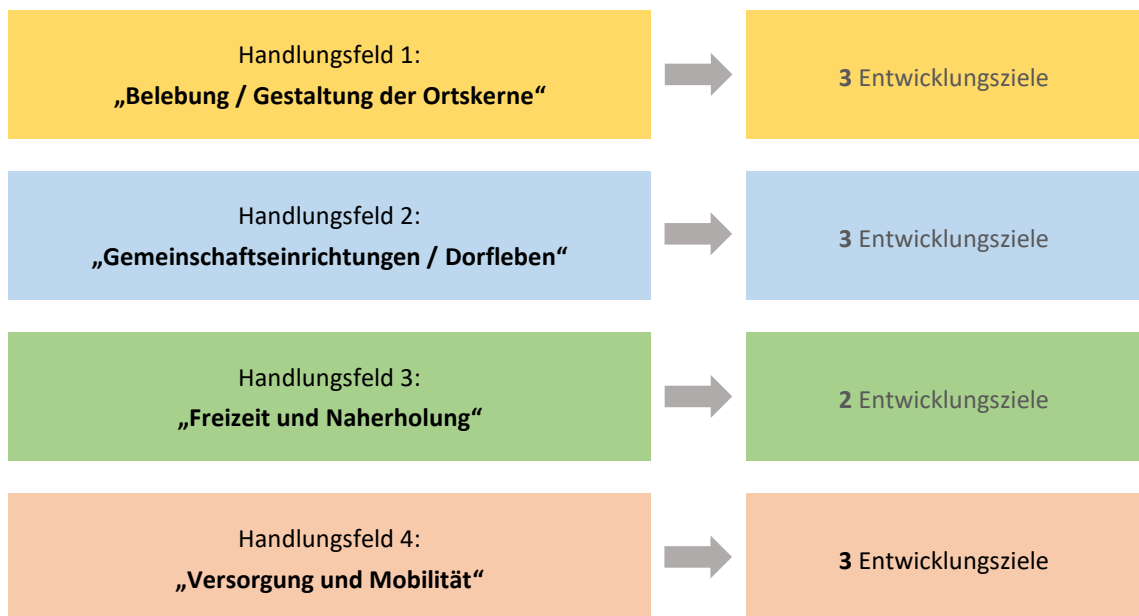 Handlungsfeld 1:
„Belebung / Gestaltung der Ortskerne“
3 Entwicklungsziele
Handlungsfeld 2:
„Gemeinschaftseinrichtungen / Dorfleben“
3 Entwicklungsziele
Handlungsfeld 3:
„Freizeit und Naherholung“
2 Entwicklungsziele
Handlungsfeld 4:
„Versorgung und Mobilität“
3 Entwicklungsziele